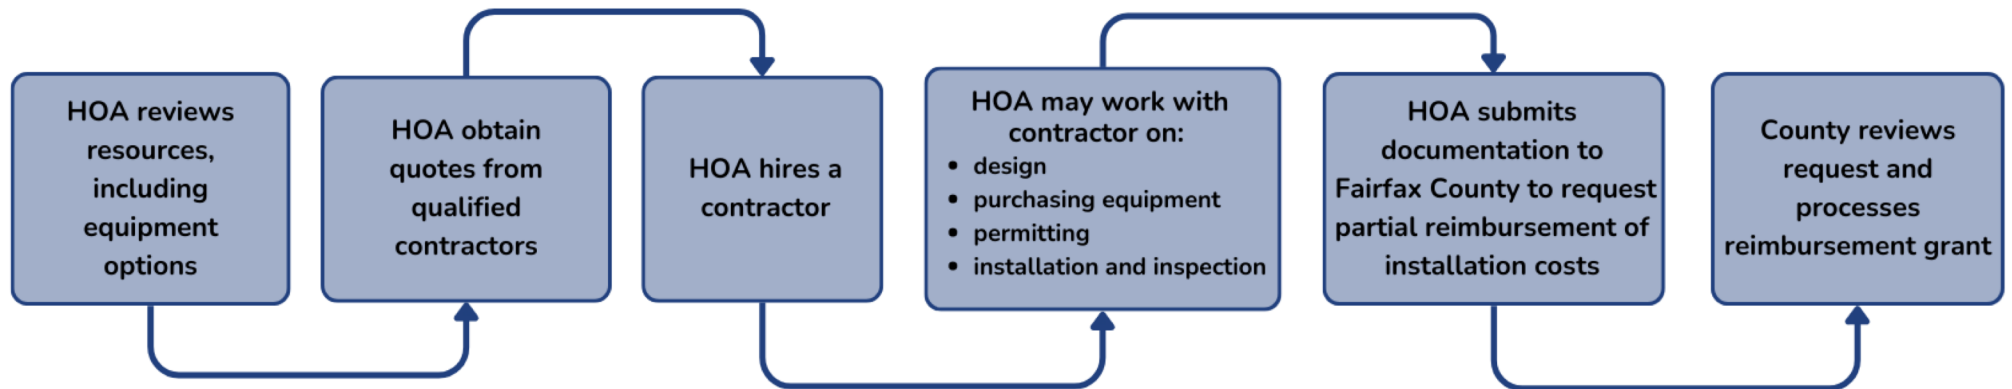 HOA reviews
resources,
including
equipment
options
HOA obtain
quotes from
qualified
contractors
HOA hires a
contractor
HOA may work with
contractor on:
• design
• purchasing equipment
• permitting
• installation and inspection
HOA submits
documentation to
Fairfax County to request
partial reimbursement of
installation costs
County reviews
request and
processes
reimbursement grant